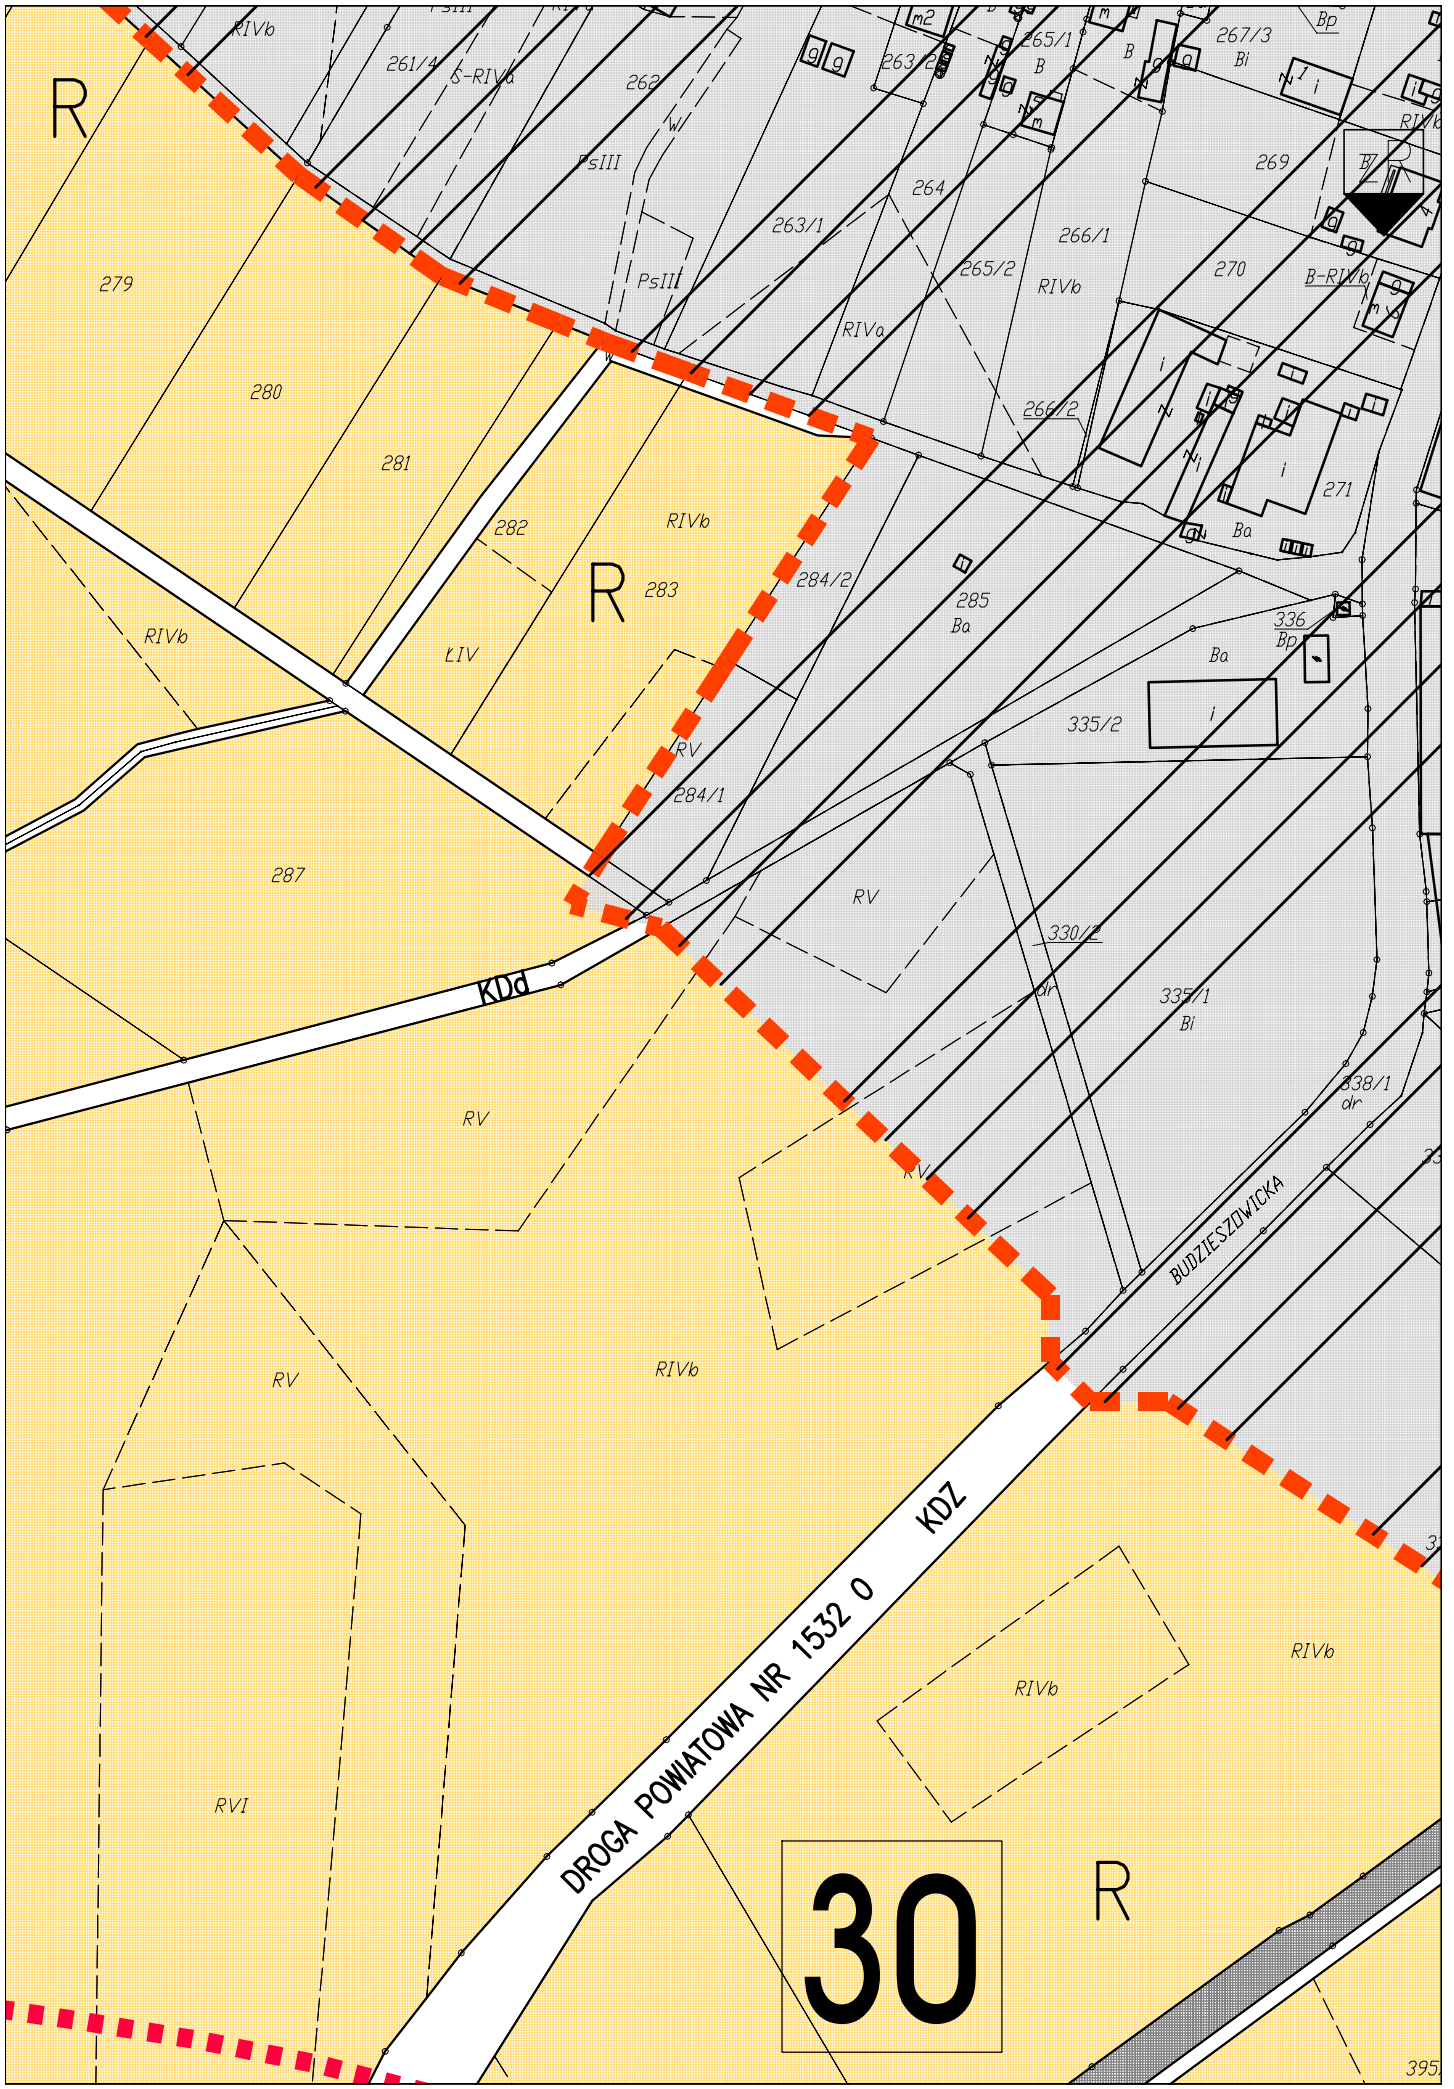 RIVb
PsIII
261/4
S-RIVa
262
g
g
263/2
m2
265/1
B
B
m
267/3
Bi
Bp
R
W
PsIII
264
m
i
269
RIVb
ZR
B
279
263/1
266/1
265/2
RIVb
270
B-RIVb
4
g
g
PsIII
RIVa
280
W
i
266/2
g
m
281
RIVb
282
i
271
Ba
g
R
283
284/2
285
Ba
RIVb
ŁIV
336
Bp
Ba
335/2
i
RV
284/1
287
RV
330/2
KDd
dr
335/1
Bi
RV
338/1
dr
RV
BUDZIESZOWICKA
RV
RIVb
KDZ
DROGA POWIATOWA NR 1532 O
RIVb
RIVb
RVI
30
R
395